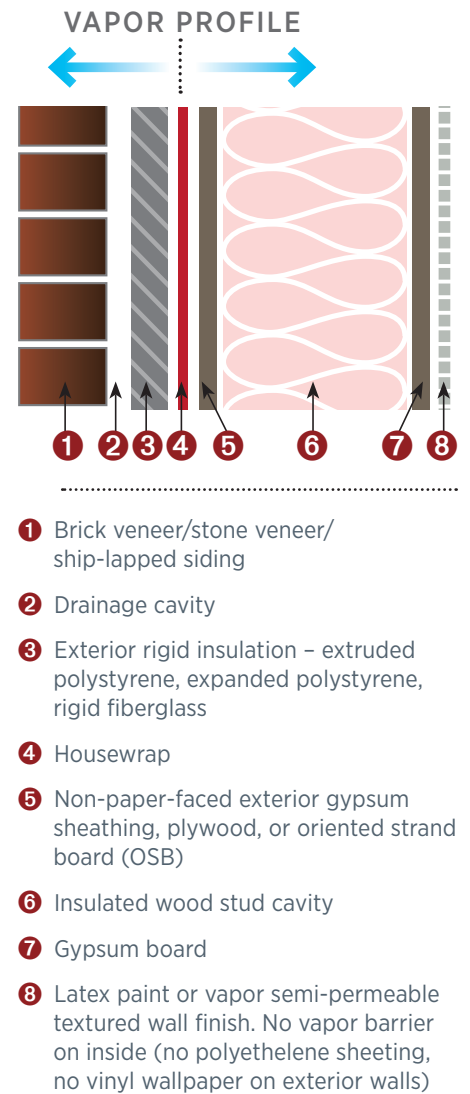 VAPOR PROFILE
1 2 3 4 5 6 7 8
1 Brick veneer/stone veneer/
ship-lapped siding
2 Drainage cavity
3 Exterior rigid insulation – extruded
polystyrene, expanded polystyrene,
rigid fiberglass
4 Housewrap
5 Non-paper-faced exterior gypsum
sheathing, plywood, or oriented strand
board (OSB)
6 Insulated wood stud cavity
7 Gypsum board
8 Latex paint or vapor semi-permeable
textured wall finish. No vapor barrier
on inside (no polyethelene sheeting,
no vinyl wallpaper on exterior walls)